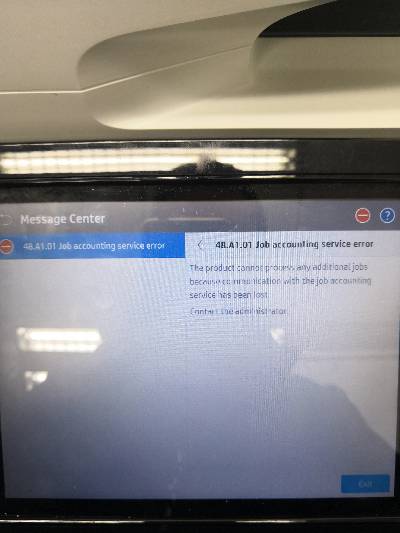 Message Center
?
48.A1.01 Job accounting service error
48.A1.01 Job accounting service error
The product cannot process any additional jobs
because communication with the job accounting
service has been lost.
Contact the administrator.
Exit